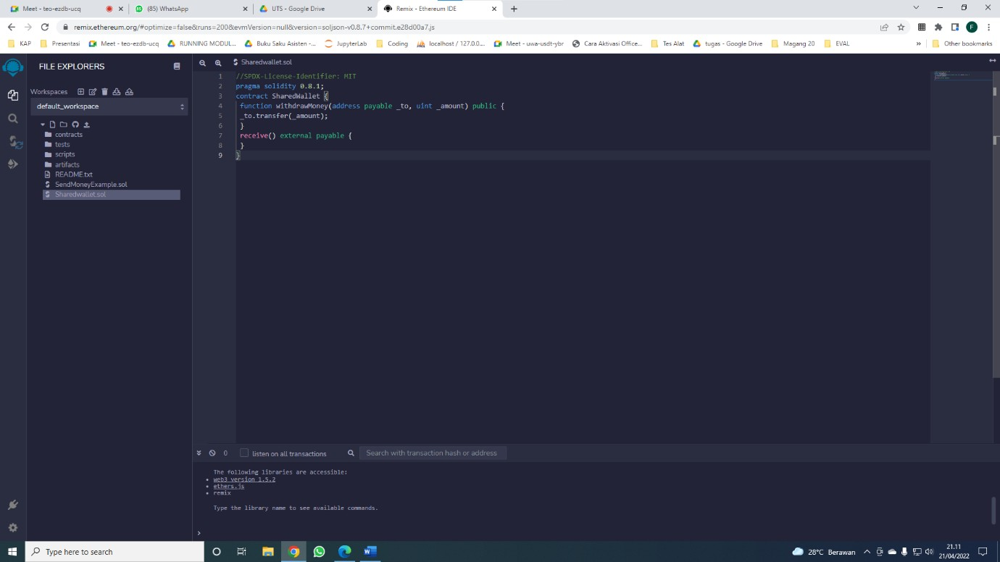 Meet - teo-ezdb-ucq
(85) WhatsApp
UTS - Google Drive
Remix - Ethereum IDE
remix.ethereum.org/#optimize=false&runs=200&evmVersion=null&version=soljson-v0.8.7+commit.e28d00a7.js
F
KAP
Presentasi
Meet - teo-ezdb-ucq
RUNNING MODUL...
Buku Saku Asisten -...
JupyterLab
Coding
localhost / 127.0.0....
Meet - uwa-usdt-ybr
Cara Aktivasi Office...
Tes Alat
tugas - Google Drive
Magang 20
EVAL
»
Other bookmarks
FILE EXPLORERS
Workspaces
default_workspace
contracts
tests
scripts
artifacts
README.txt
SendMoneyExample.sol
Sharedwallet.sol
Sharedwallet.sol
1 //SPDX-License-Identifier: MIT
2 pragma solidity 0.8.1;
3 contract SharedWallet {
4 function withdrawMoney(address payable _to, uint _amount) public {
5 _to.transfer(_amount);
6 }
7 receive() external payable {
8 }
9 }
0
listen on all transactions
Search with transaction hash or address
The following libraries are accessible:
• web3 version 1.5.2
• ethers.js
• remix
Type the library name to see available commands.
>
Type here to search
28°C Berawan
21.11
21/04/2022